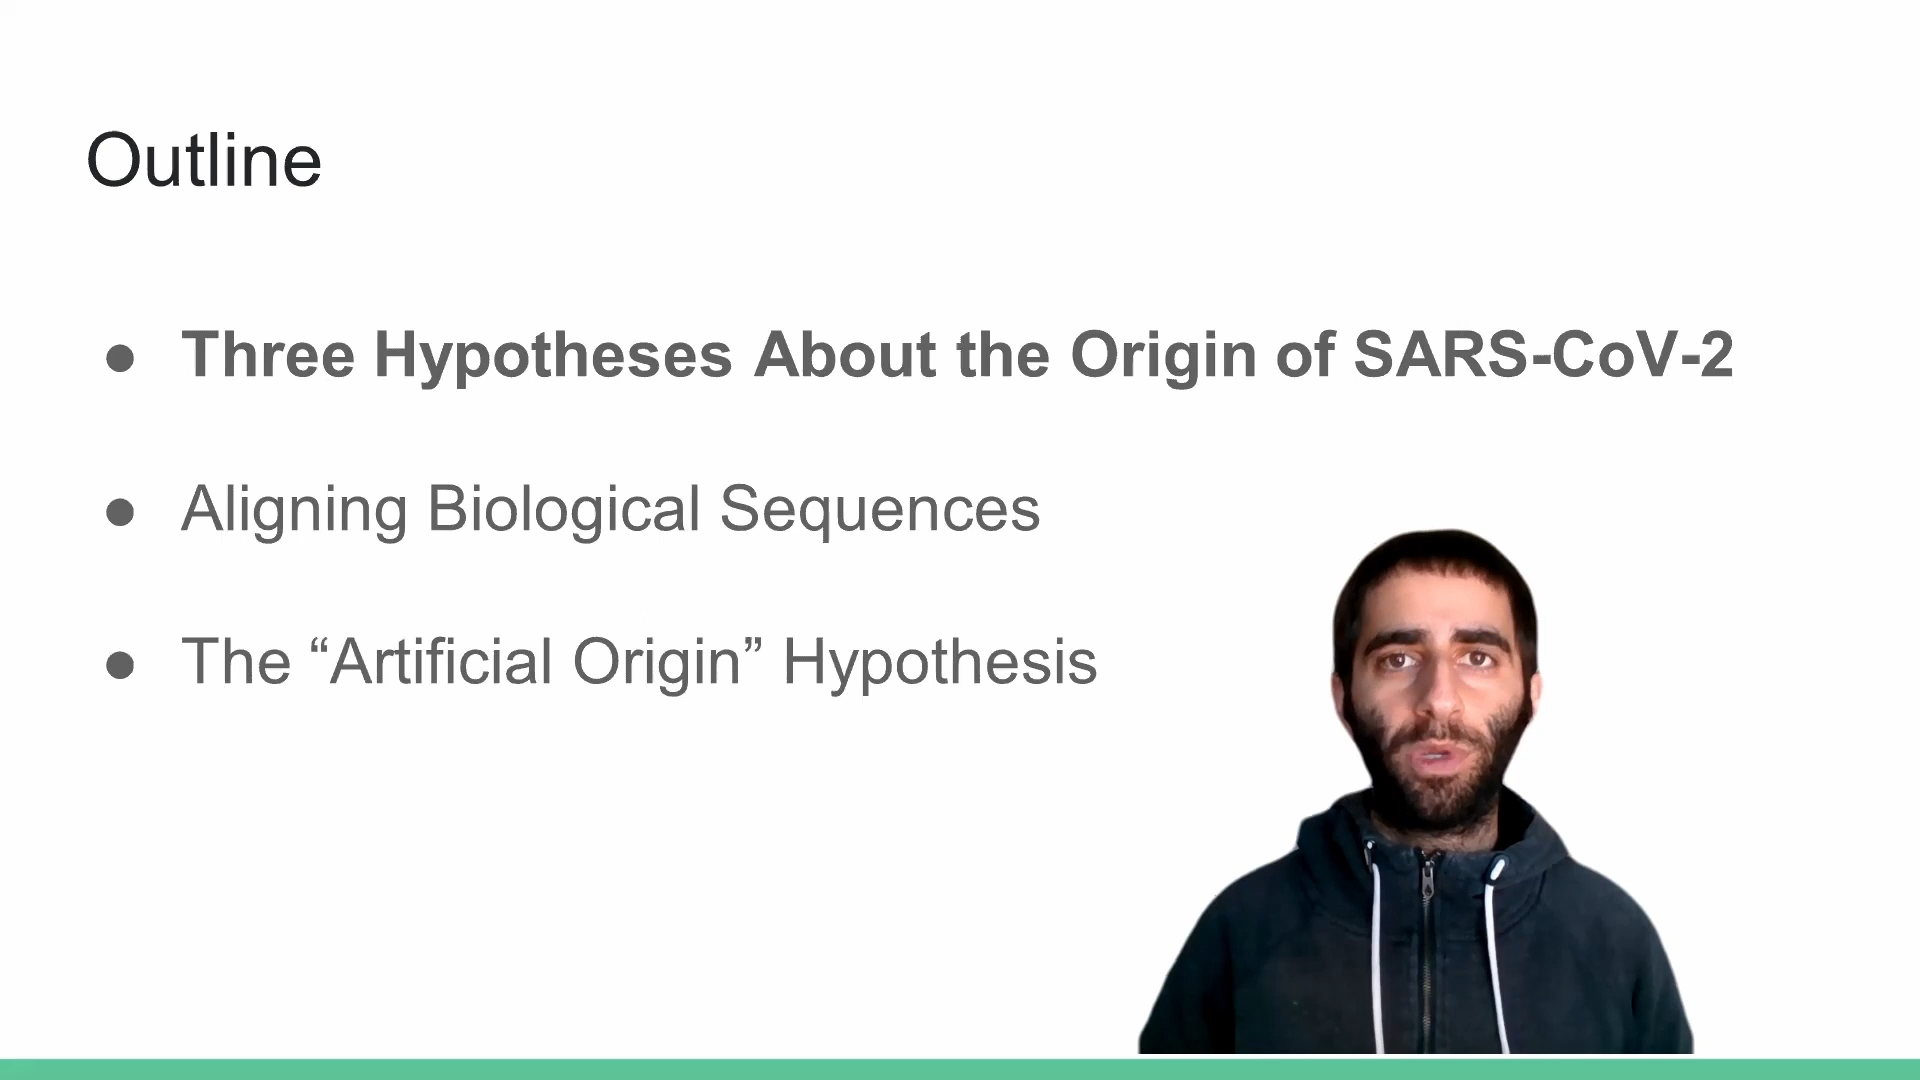 Outline
● Three Hypotheses About the Origin of SARS-CoV-2
● Aligning Biological Sequences
● The “Artificial Origin” Hypothesis